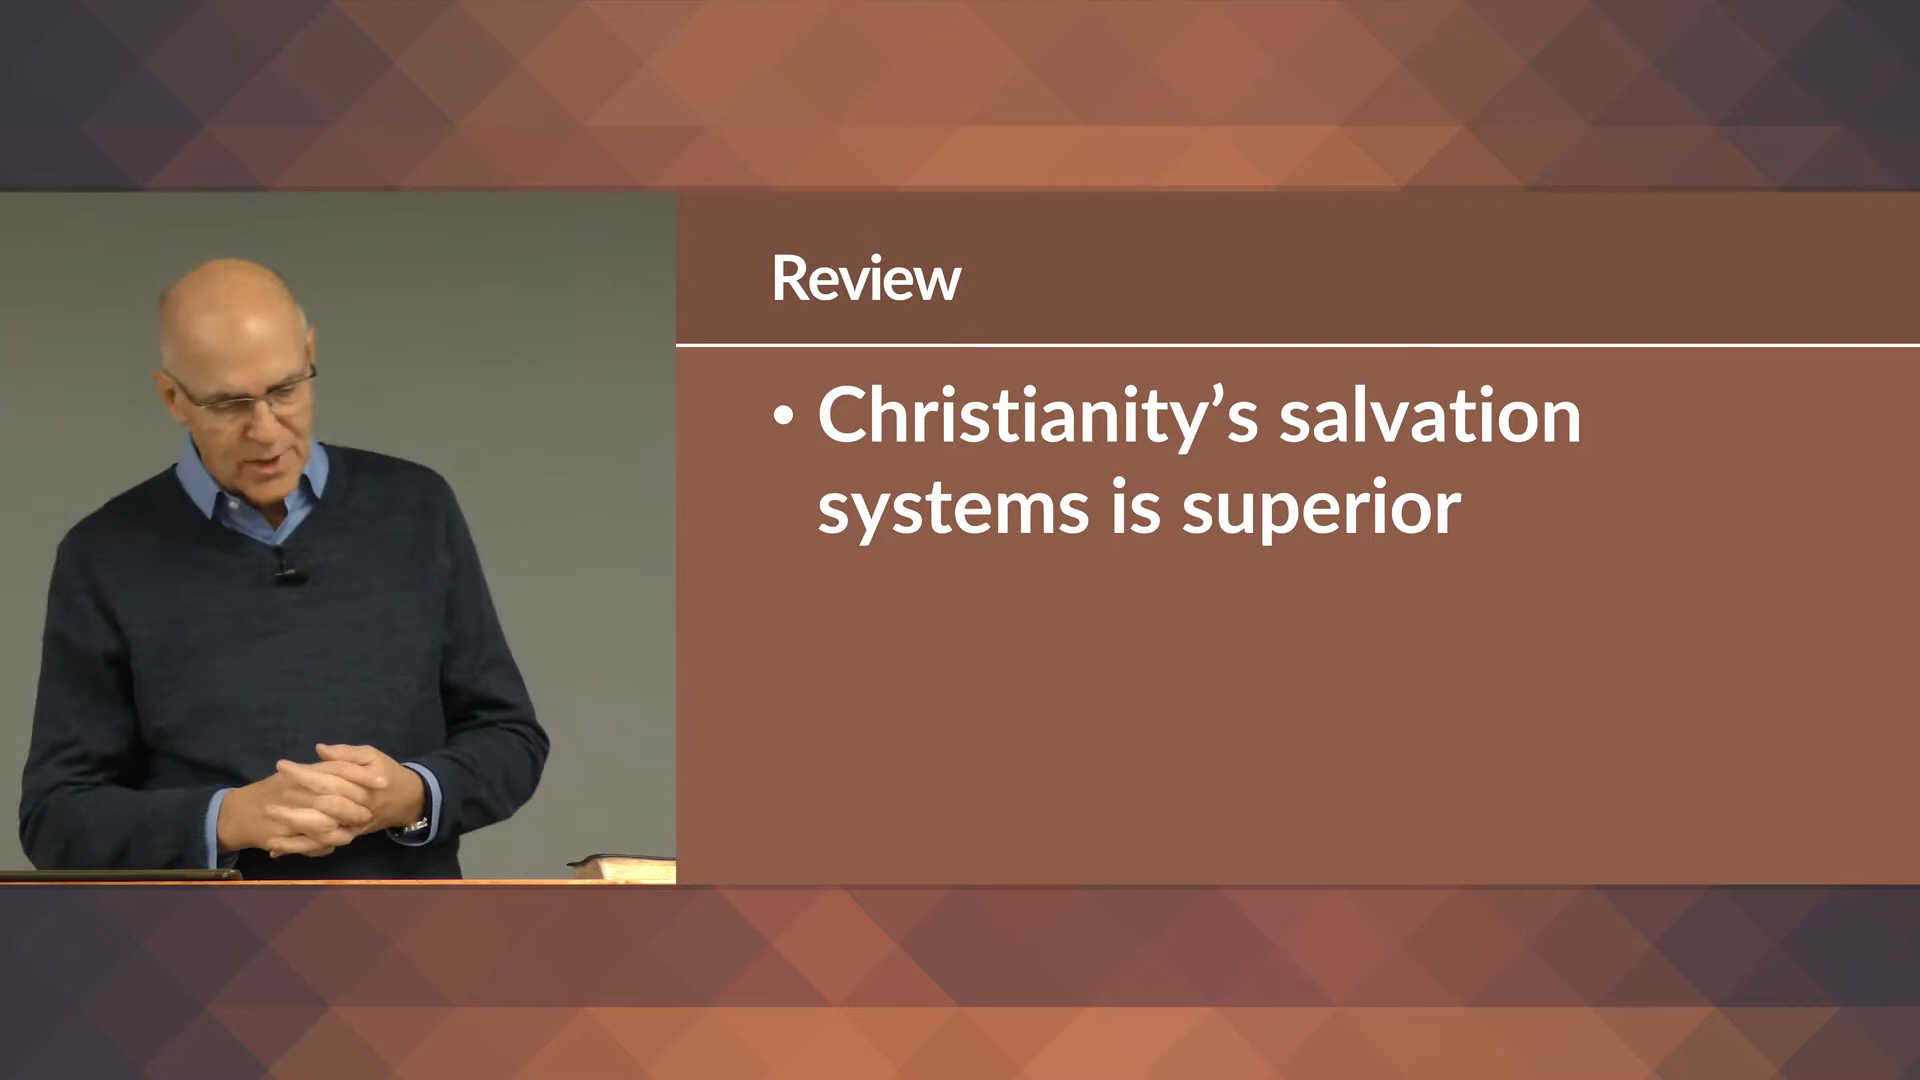 Review
• Christianity’s salvation
systems is superior